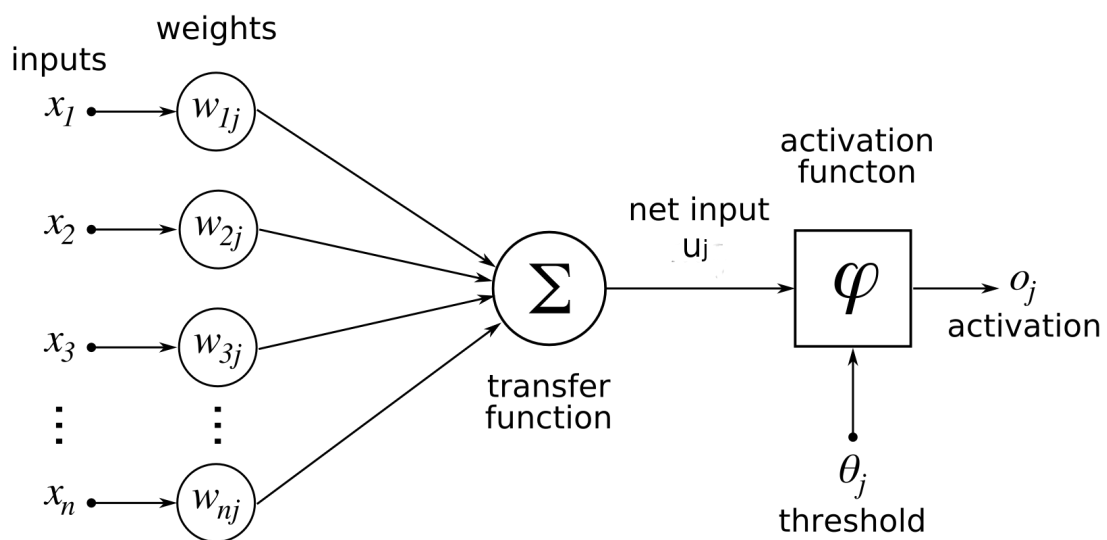 weights
inputs
x1
w1j
x2
w2j
x3
w3j
xn
wnj
Σ
transfer
function
net input
uj
activation
functon
φ
oj
activation
θj
threshold